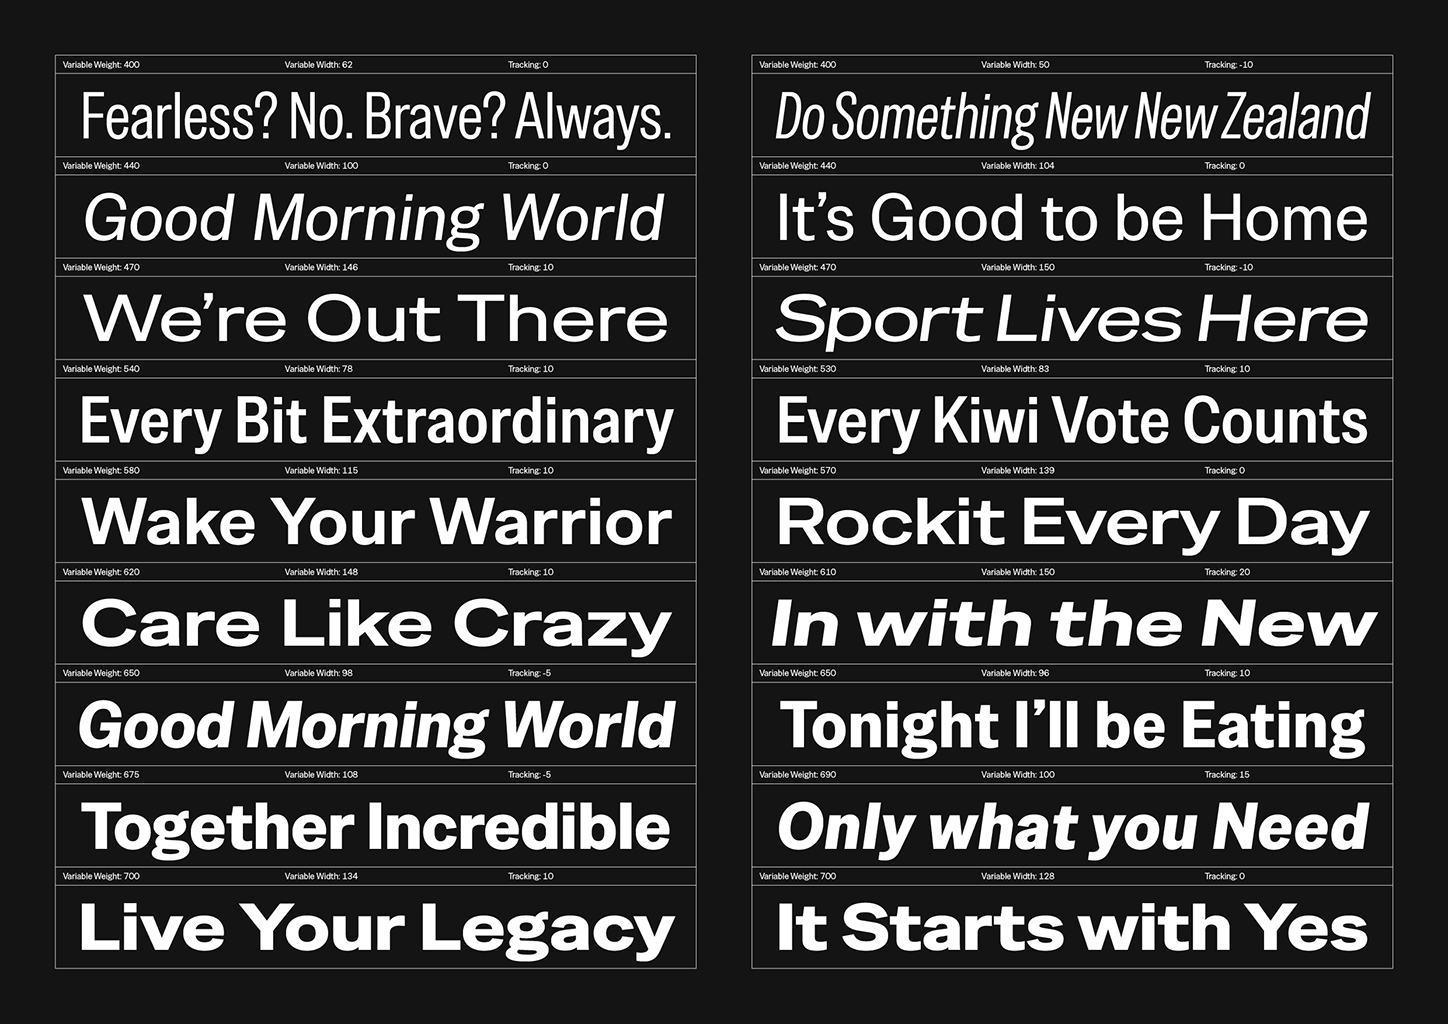 Variable Weight: 400 Variable Width: 62 Tracking: 0
Fearless? No. Brave? Always.
Variable Weight: 440 Variable Width: 100 Tracking: 0
Good Morning World
Variable Weight: 470 Variable Width: 146 Tracking: 10
We’re Out There
Variable Weight: 540 Variable Width: 78 Tracking: 10
Every Bit Extraordinary
Variable Weight: 580 Variable Width: 115 Tracking: 10
Wake Your Warrior
Variable Weight: 620 Variable Width: 148 Tracking: 10
Care Like Crazy
Variable Weight: 650 Variable Width: 98 Tracking: -5
Good Morning World
Variable Weight: 675 Variable Width: 108 Tracking: -5
Together Incredible
Variable Weight: 700 Variable Width: 134 Tracking: 10
Live Your Legacy
Variable Weight: 400 Variable Width: 50 Tracking: -10
Do Something New New Zealand
Variable Weight: 440 Variable Width: 104 Tracking: 0
It’s Good to be Home
Variable Weight: 470 Variable Width: 150 Tracking: -10
Sport Lives Here
Variable Weight: 530 Variable Width: 83 Tracking: 10
Every Kiwi Vote Counts
Variable Weight: 570 Variable Width: 139 Tracking: 0
Rockit Every Day
Variable Weight: 610 Variable Width: 150 Tracking: 20
In with the New
Variable Weight: 650 Variable Width: 96 Tracking: 10
Tonight I’ll be Eating
Variable Weight: 690 Variable Width: 100 Tracking: 15
Only what you Need
Variable Weight: 700 Variable Width: 128 Tracking: 0
It Starts with Yes